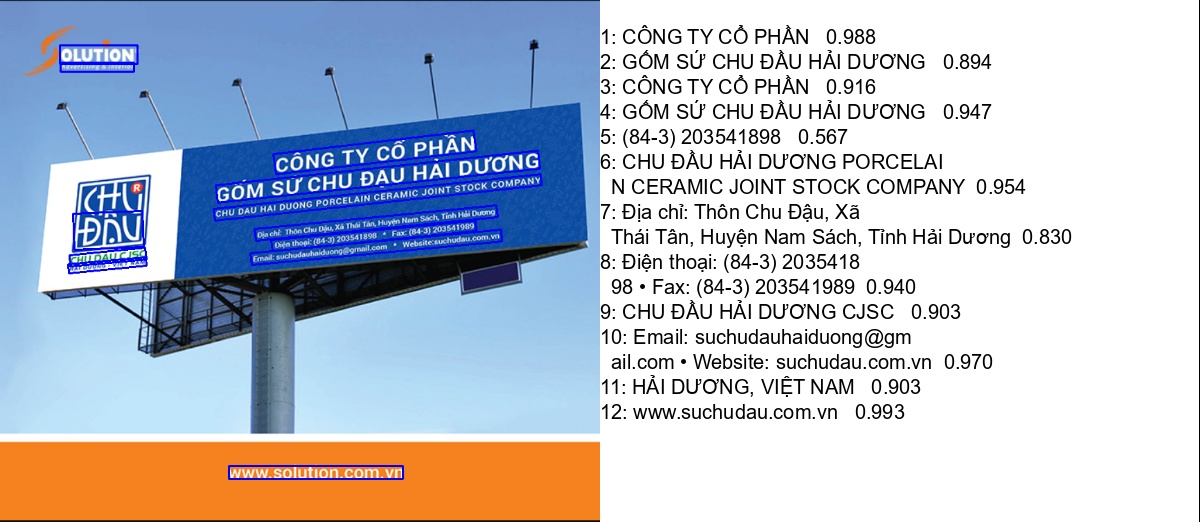 SOLUTION
advertising & interior
CHU ĐẬU
®
CHU DAU CJSC
HAI DUONG - VIET NAM
CÔNG TY CỔ PHẦN
GỐM SỨ CHU ĐẬU HẢI DƯƠNG
CHU DAU HAI DUONG PORCELAIN CERAMIC JOINT STOCK COMPANY
Địa chỉ: Thôn Chu Đậu, Xã Thái Tân, Huyện Nam Sách, Tỉnh Hải Dương
Điện thoại: (84-3) 203541898 * Fax: (84-3) 203541989
Email: suchudauhaiduong@gmail.com * Website:suchudau.com.vn
www.solution.com.vn
1: CÔNG TY CỔ PHẦN 0.988
2: GỐM SỨ CHU ĐẦU HẢI DƯƠNG 0.894
3: CÔNG TY CỔ PHẦN 0.916
4: GỐM SỨ CHU ĐẦU HẢI DƯƠNG 0.947
5: (84-3) 203541898 0.567
6: CHU ĐẦU HẢI DƯƠNG PORCELAI
N CERAMIC JOINT STOCK COMPANY 0.954
7: Địa chỉ: Thôn Chu Đậu, Xã
Thái Tân, Huyện Nam Sách, Tỉnh Hải Dương 0.830
8: Điện thoại: (84-3) 2035418
98 • Fax: (84-3) 203541989 0.940
9: CHU ĐẦU HẢI DƯƠNG CJSC 0.903
10: Email: suchudauhaiduong@gm
ail.com • Website: suchudau.com.vn 0.970
11: HẢI DƯƠNG, VIỆT NAM 0.903
12: www.suchudau.com.vn 0.993